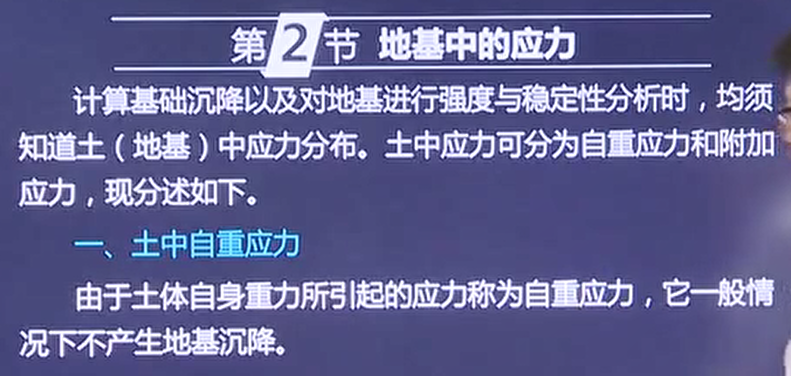 第2节 地基中的应力
计算基础沉降以及对地基进行强度与稳定性分析时，均须
知道土（地基）中应力分布。土中应力可分为自重应力和附加
应力，现分述如下。
一、土中自重应力
由于土体自身重力所引起的应力称为自重应力，它一般情
况下不产生地基沉降。